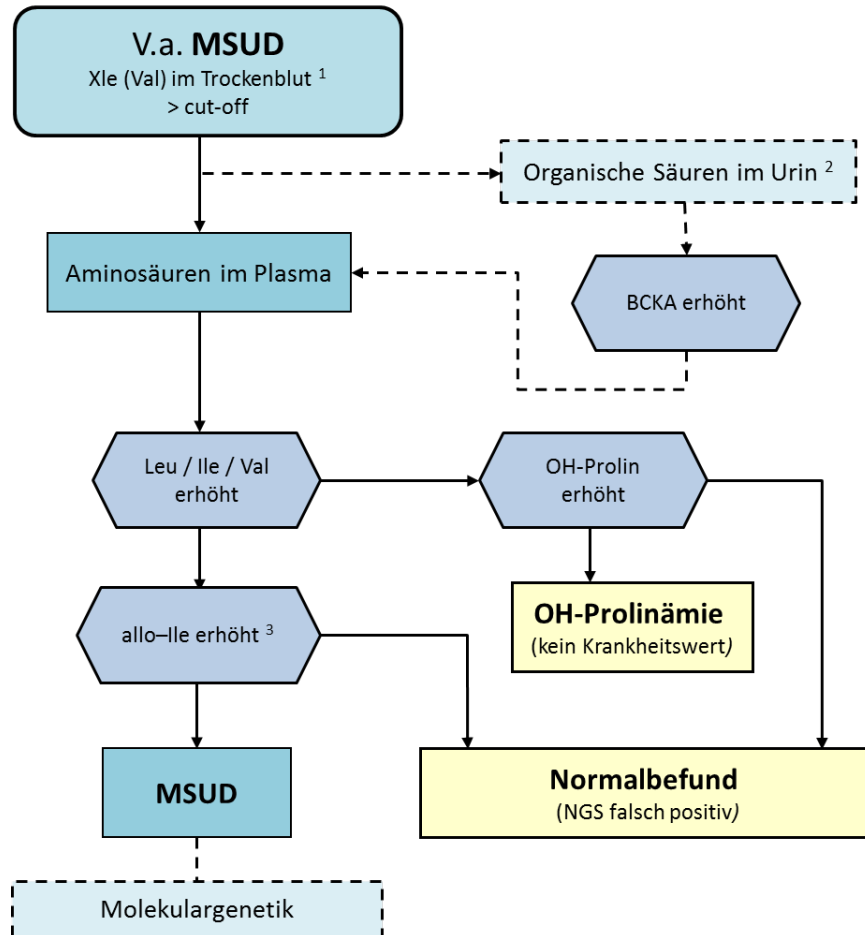 V.a. MSUD
Xle (Val) im Trockenblut ¹
> cut-off
Organische Säuren im Urin ²
Aminosäuren im Plasma
BCKA erhöht
Leu / Ile / Val
erhöht
OH-Prolin
erhöht
allo–Ile erhöht ³
OH-Prolinämie
(kein Krankheitswert)
MSUD
Normalbefund
(NGS falsch positiv)
Molekulargenetik